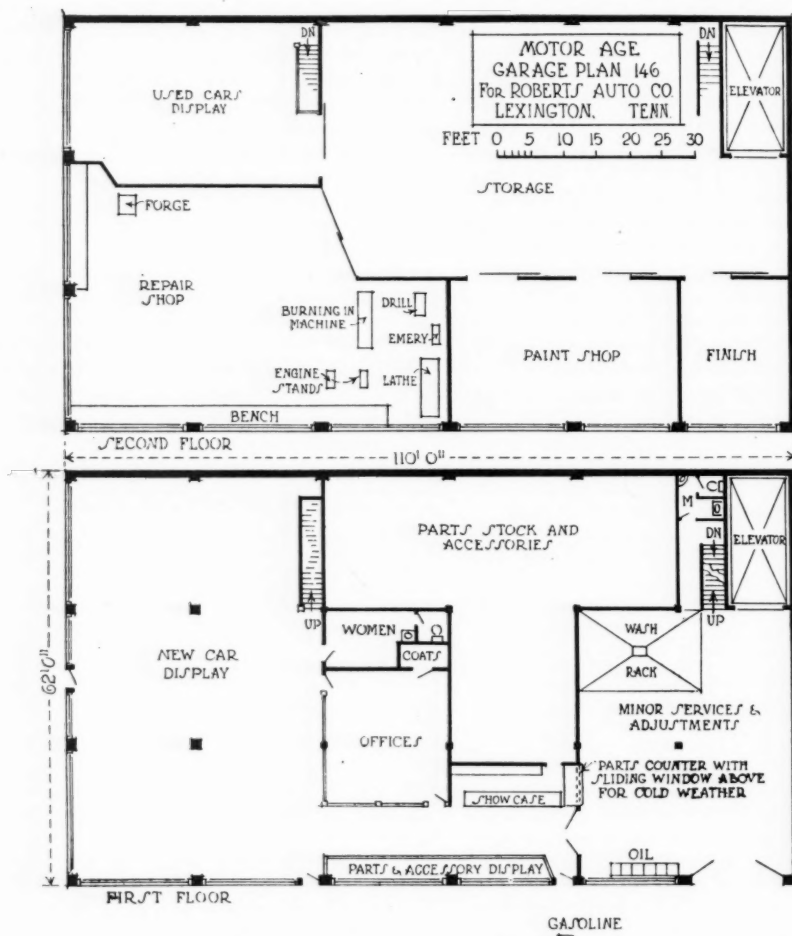 DN
DN
MOTOR AGE
GARAGE PLAN 146
FOR ROBERTS AUTO CO.
LEXINGTON, TENN.
USED CARS
DISPLAY
ELEVATOR
FEET 0 5 10 15 20 25 30
STORAGE
FORGE
REPAIR
SHOP
BURNING IN
MACHINE
DRILL
EMERY
ENGINE
STANDS
LATHE
PAINT SHOP
FINISH
BENCH
SECOND FLOOR
110' 0"
62' 0"
M
DN
ELEVATOR
PARTS STOCK AND
ACCESSORIES
UP
UP
WOMEN
COATS
WASH
RACK
NEW CAR
DISPLAY
OFFICES
MINOR SERVICES &
ADJUSTMENTS
PARTS COUNTER WITH
SLIDING WINDOW ABOVE
FOR COLD WEATHER
SHOW CASE
OIL
PARTS & ACCESSORY DISPLAY
FIRST FLOOR
GASOLINE